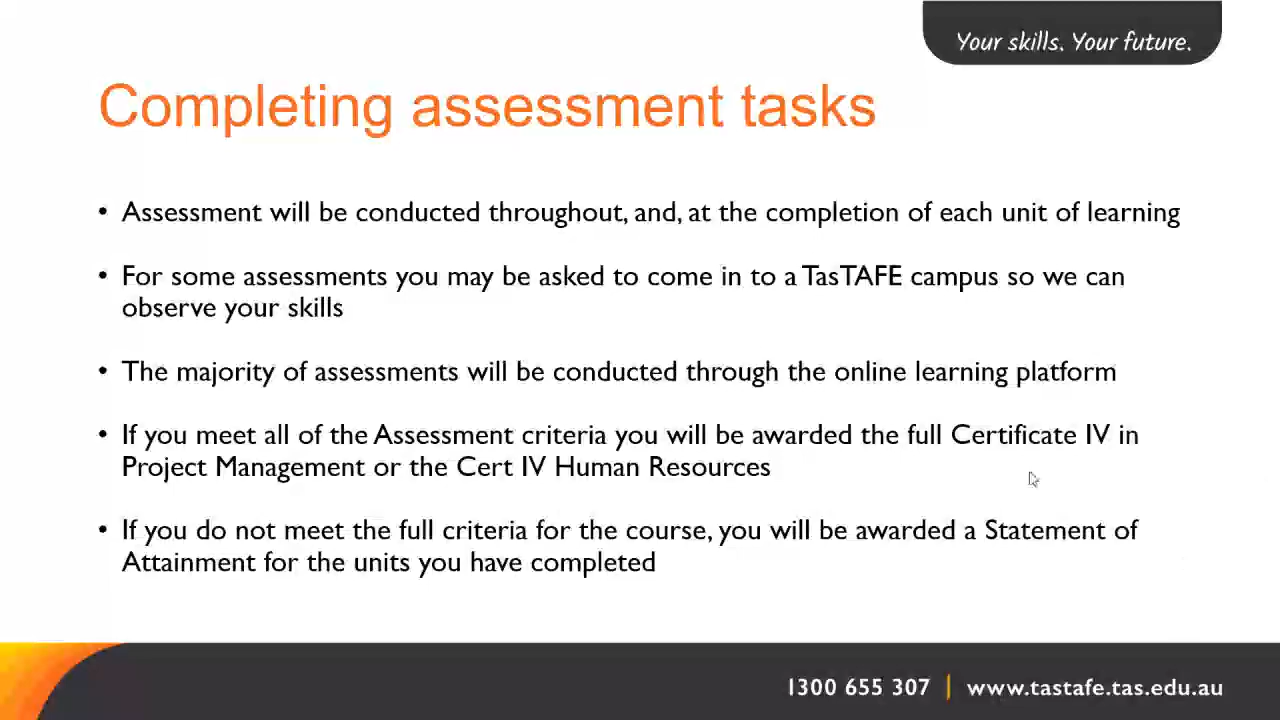 Your skills. Your future.
Completing assessment tasks
• Assessment will be conducted throughout, and, at the completion of each unit of learning
• For some assessments you may be asked to come in to a TasTAFE campus so we can
observe your skills
• The majority of assessments will be conducted through the online learning platform
• If you meet all of the Assessment criteria you will be awarded the full Certificate IV in
Project Management or the Cert IV Human Resources
• If you do not meet the full criteria for the course, you will be awarded a Statement of
Attainment for the units you have completed
1300 655 307 | www.tastafe.tas.edu.au